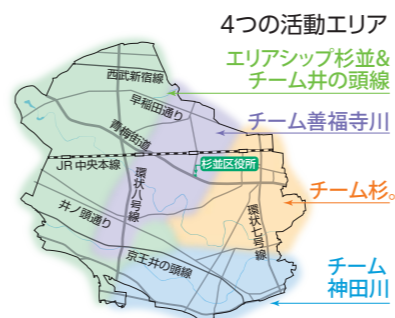 4つの活動エリア
エリアシップ杉並&
チーム井の頭線
チーム善福寺川
チーム杉。
チーム
神田川
西武新宿線
早稲田通り
青梅街道
JR中央本線
杉並区役所
環状八号線
井ノ頭通り
環状七号線
京王井の頭線